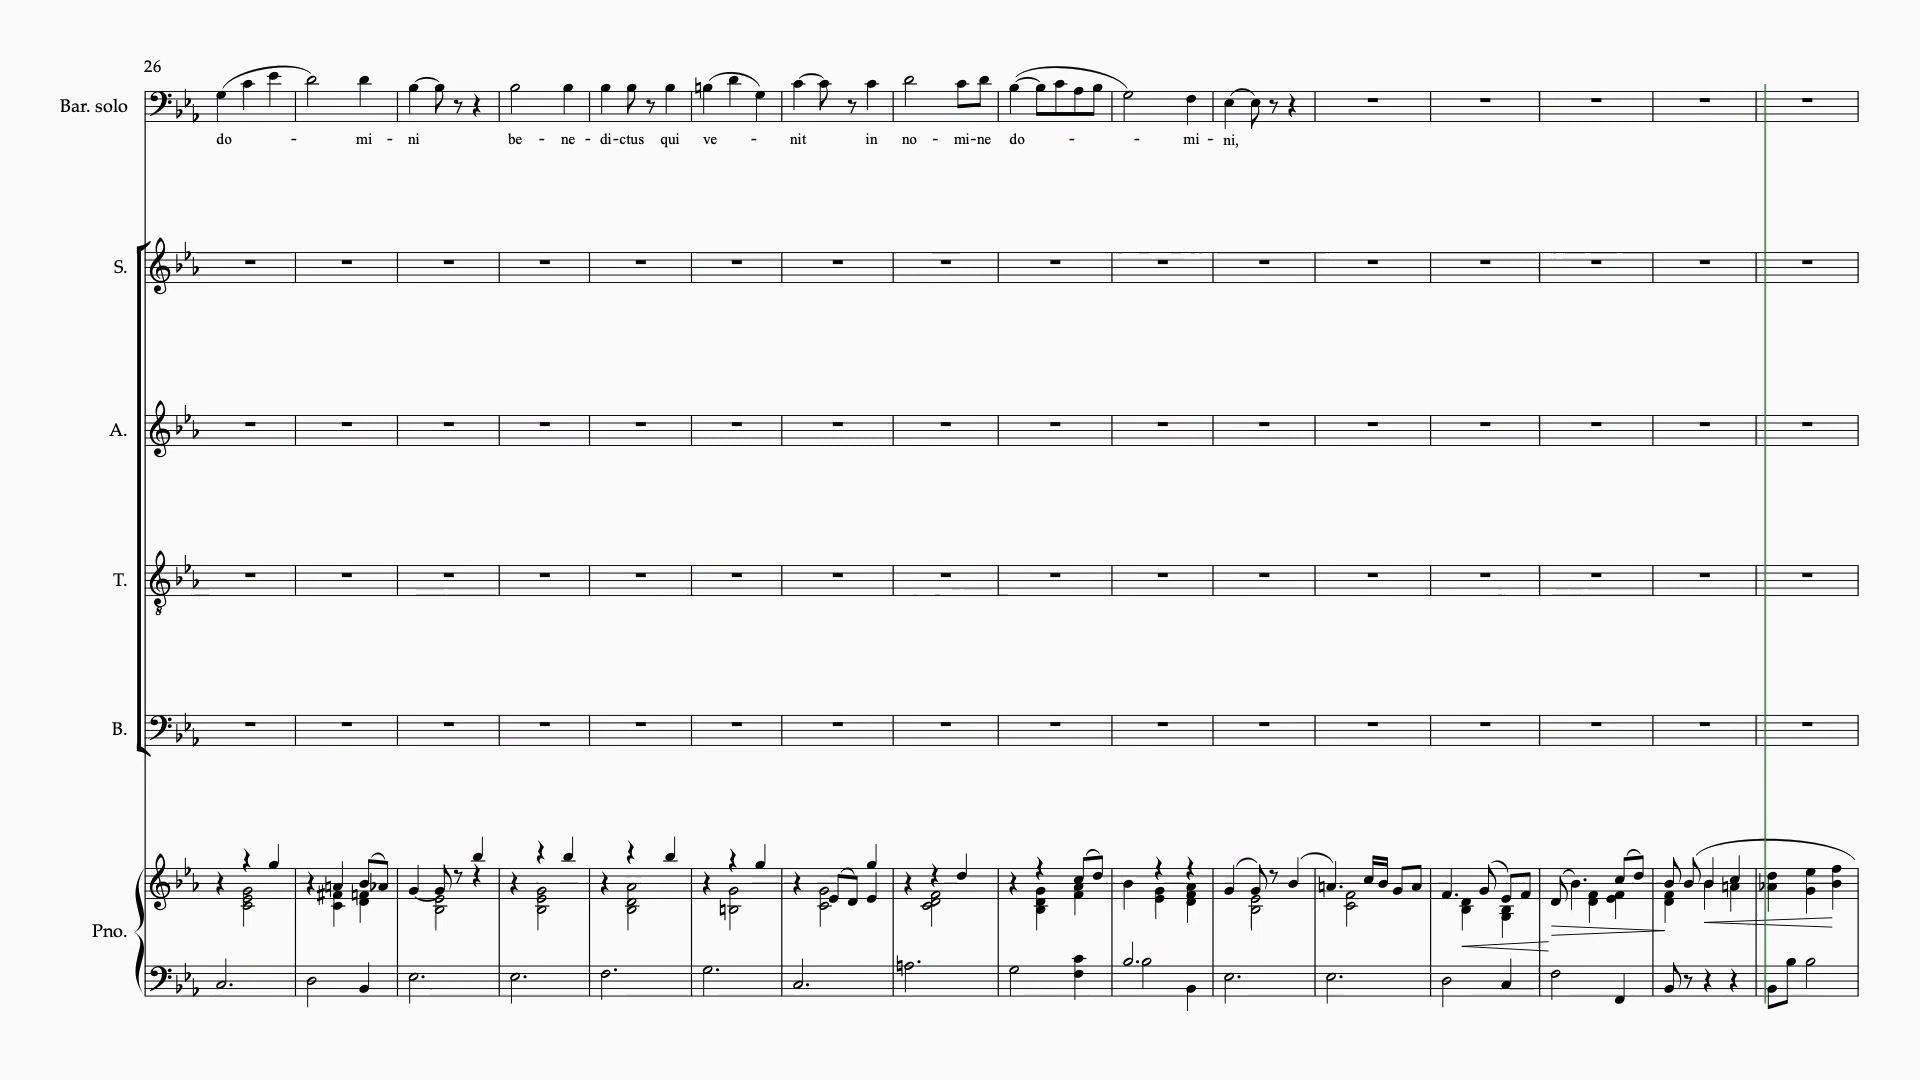 26
Bar. solo
do - mi - ni be - ne - di-ctus qui ve - nit in no - mi-ne do - - mi - ni,
S.
A.
T.
B.
Pno.